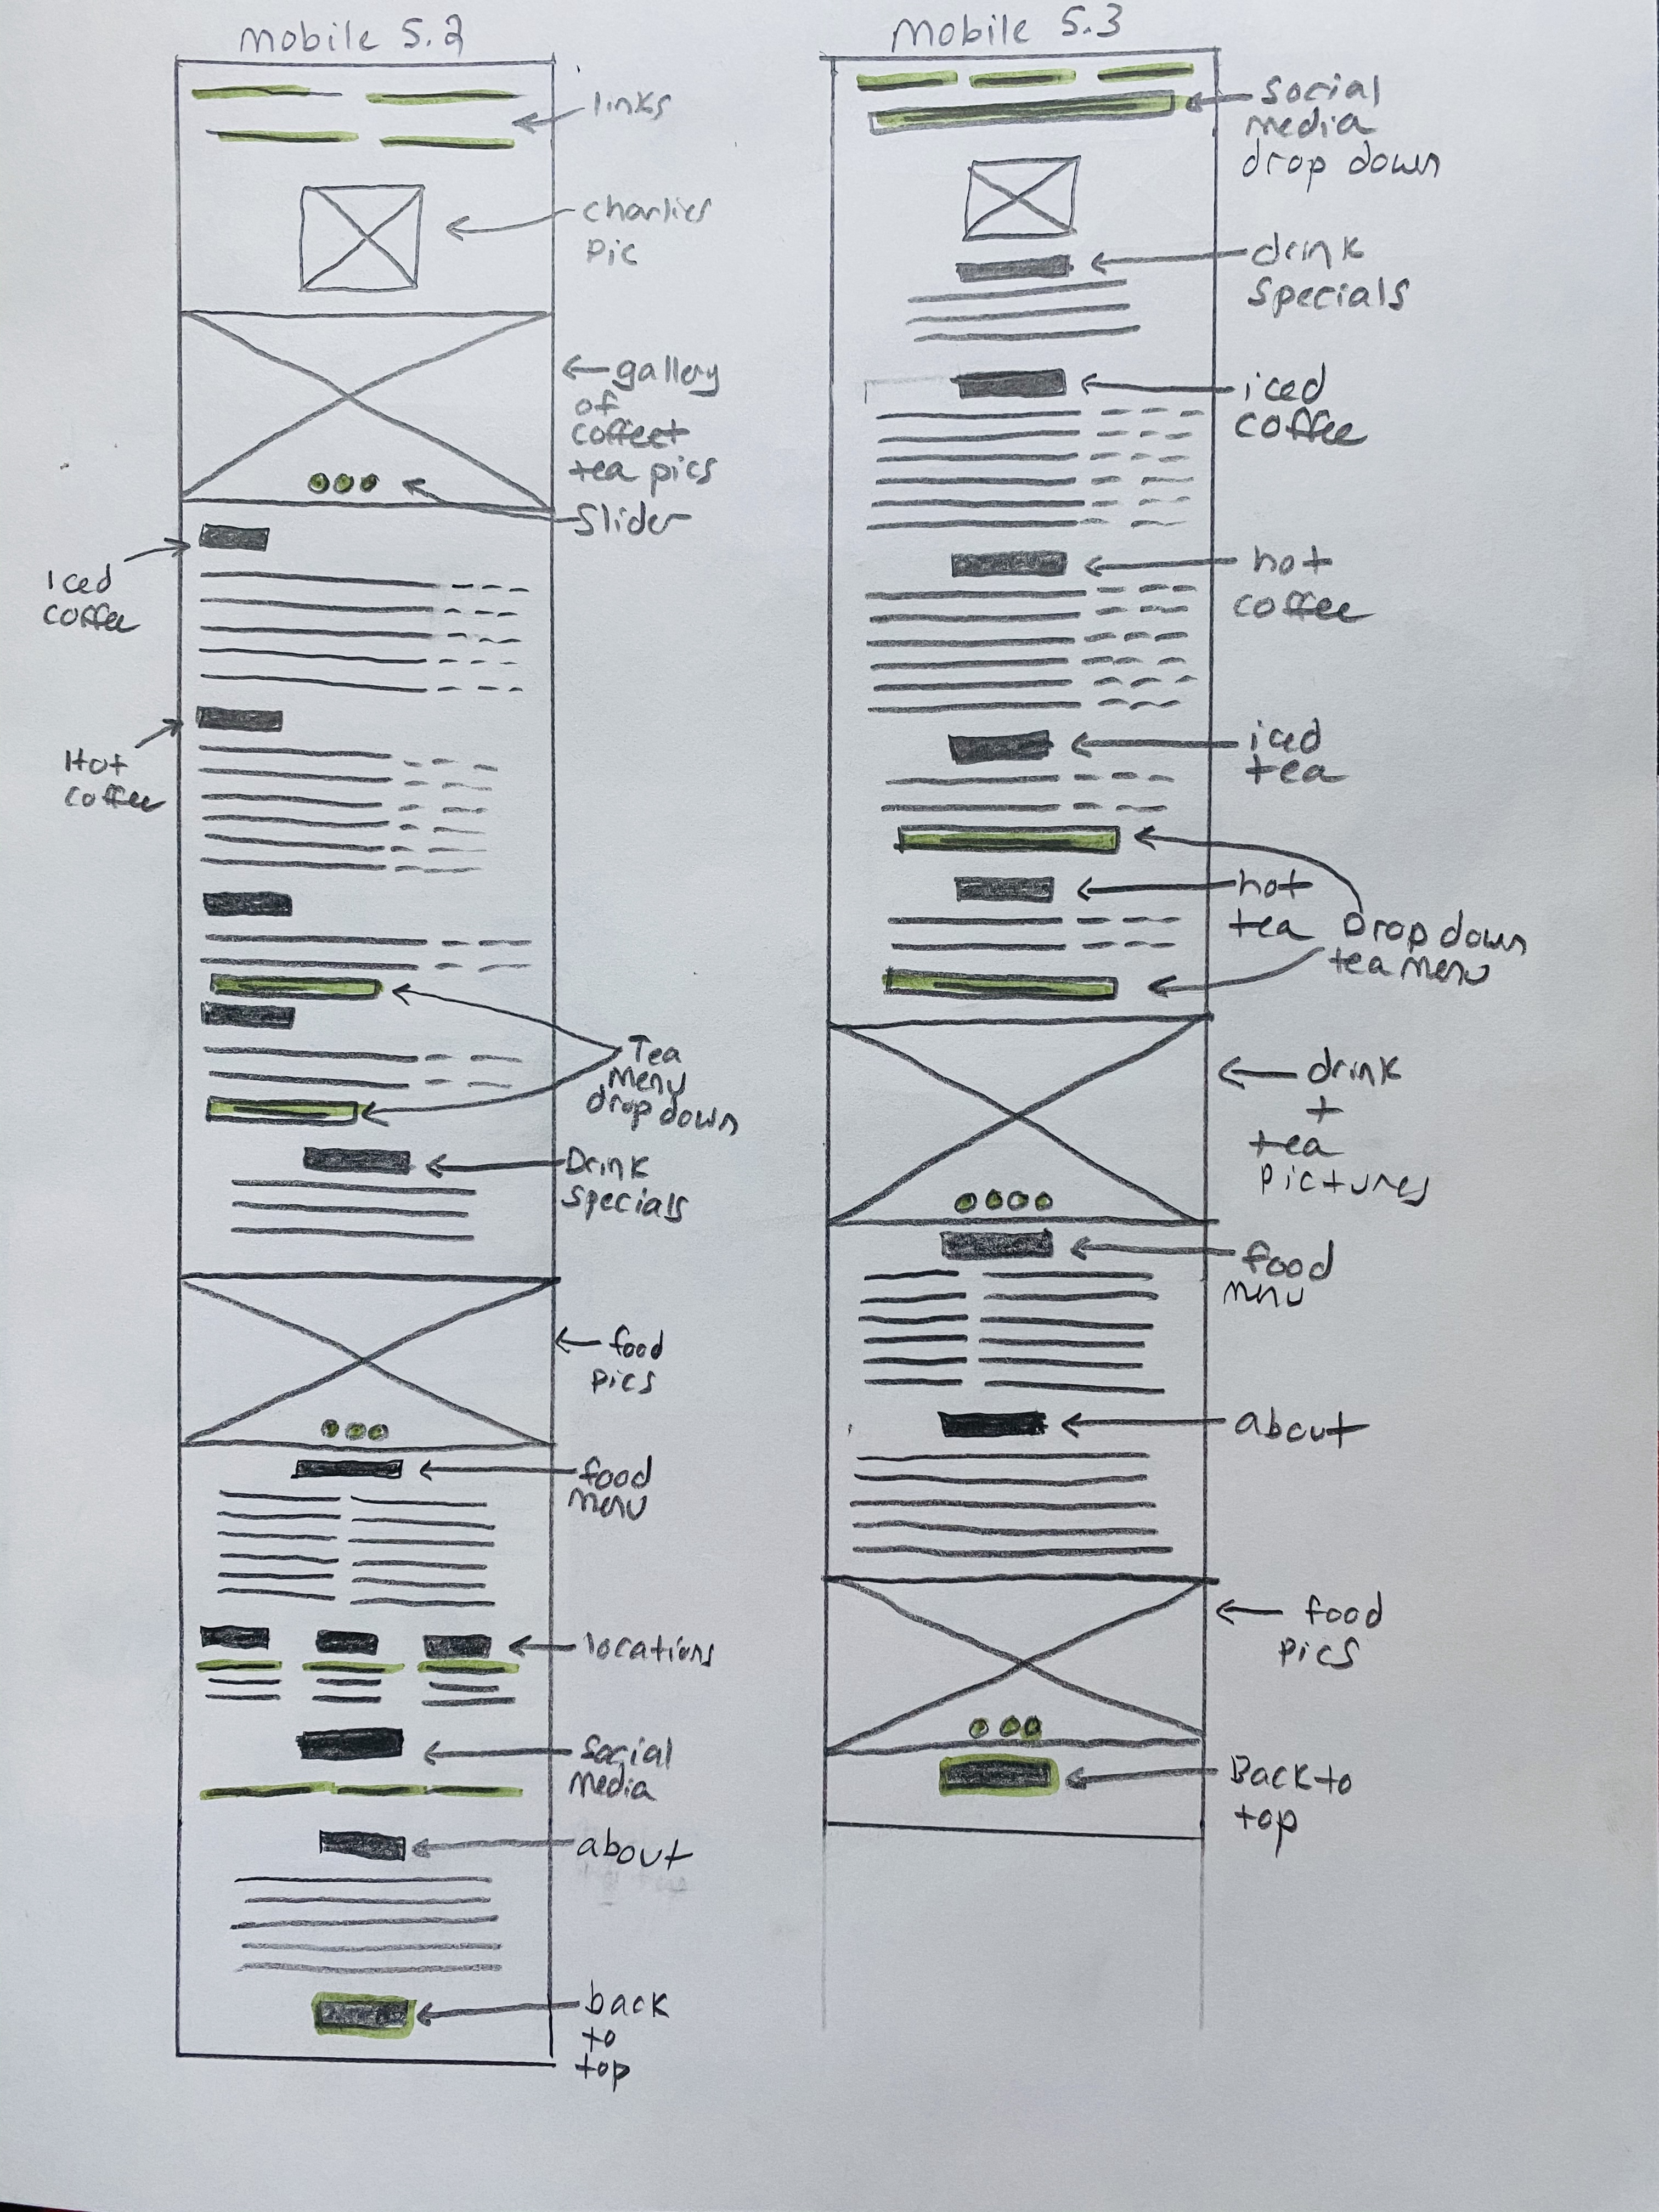 mobile 5.2
links
charlies
pic
gallery
of
coffee +
tea pics
Slider
Iced
coffee
Hot
coffee
Tea
menu
drop down
Drink
specials
food
pics
food
menu
locations
social
media
about
back
to
top
mobile 5.3
social
media
drop down
drink
specials
iced
coffee
hot
coffee
iced
tea
hot
tea
Drop down
tea menu
drink
+
tea
pictures
food
menu
about
food
pics
Back to
top